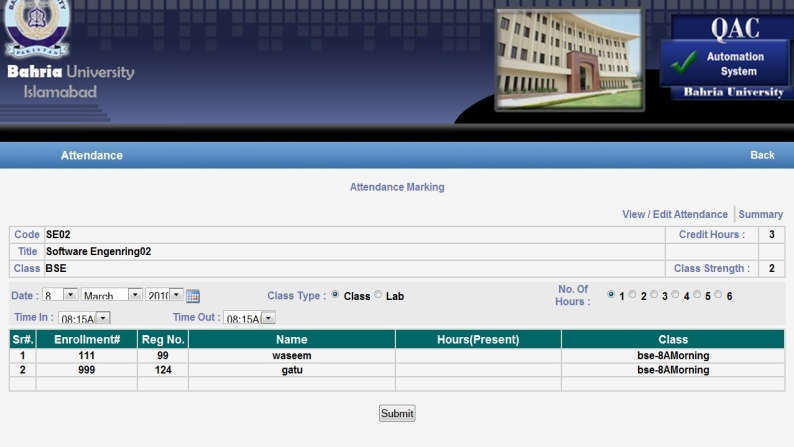 PAKISTAN
QAC
Automation
System
Bahria University
Bahria University
Islamabad
Attendance Back
Attendance Marking
View / Edit Attendance Summary
Code SE02 Credit Hours : 3
Title Software Engenring02
Class BSE Class Strength : 2
Date : 8 March Class Type : Class Lab No. Of Hours : 1 2 3 4 5 6
Time In : 08:15A Time Out : 08:15A
Sr#. Enrollment# Reg No. Name Hours(Present) Class
1 111 99 waseem bse-8AMorning
2 999 124 gatu bse-8AMorning
Submit